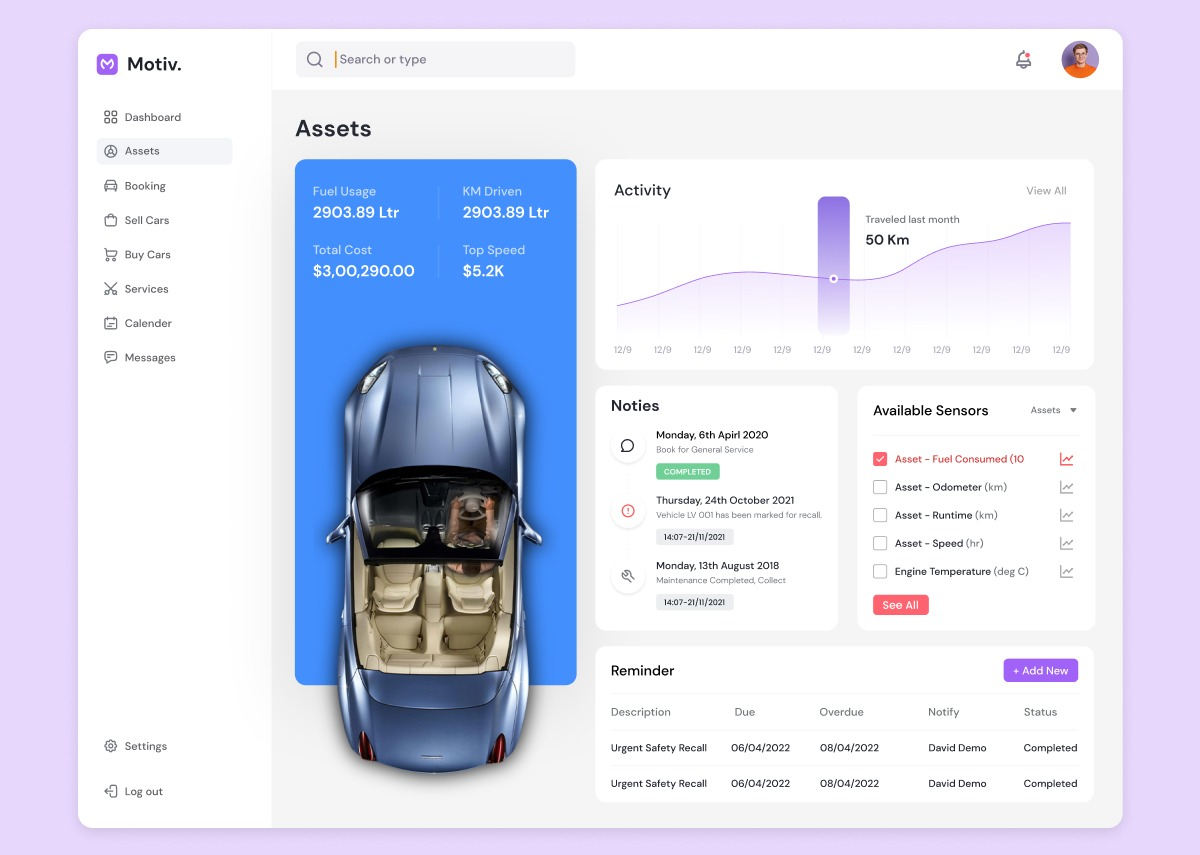 Motiv.
Search or type
Dashboard
Assets
Booking
Sell Cars
Buy Cars
Services
Calender
Messages
Settings
Log out
Assets
Fuel Usage
2903.89 Ltr
KM Driven
2903.89 Ltr
Total Cost
$3,00,290.00
Top Speed
$5.2K
Activity
View All
Traveled last month
50 Km
12/9 12/9 12/9 12/9 12/9 12/9 12/9 12/9 12/9 12/9 12/9 12/9
Noties
Monday, 6th Apirl 2020
Book for General Service
COMPLETED
Thursday, 24th October 2021
Vehicle LV 001 has been marked for recall.
14:07-21/11/2021
Monday, 13th August 2018
Maintenance Completed, Collect
14:07-21/11/2021
Available Sensors
Assets
Asset - Fuel Consumed (10
Asset - Odometer (km)
Asset - Runtime (km)
Asset - Speed (hr)
Engine Temperature (deg C)
See All
Reminder
+ Add New
Description Due Overdue Notify Status
Urgent Safety Recall 06/04/2022 08/04/2022 David Demo Completed
Urgent Safety Recall 06/04/2022 08/04/2022 David Demo Completed